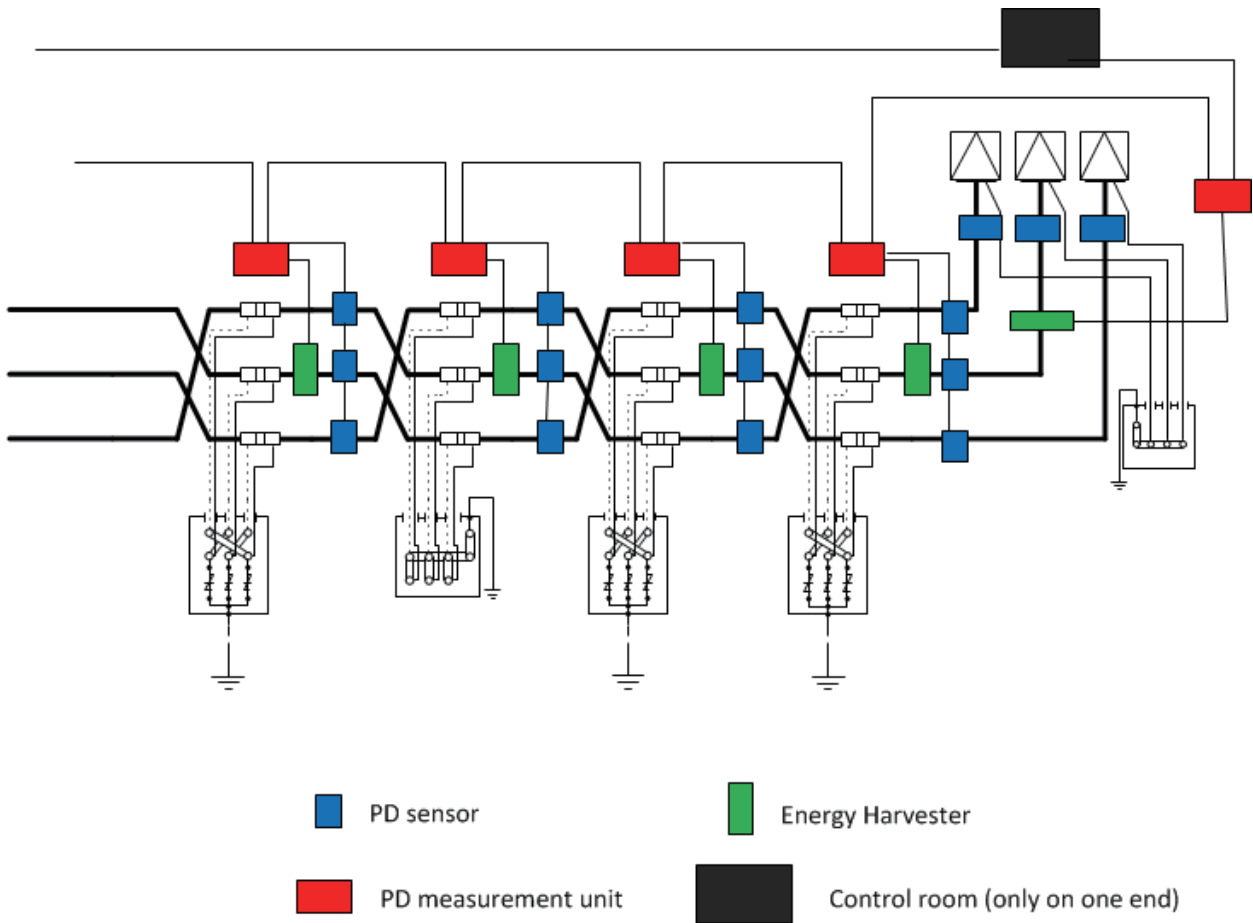 PD sensor
Energy Harvester
PD measurement unit
Control room (only on one end)